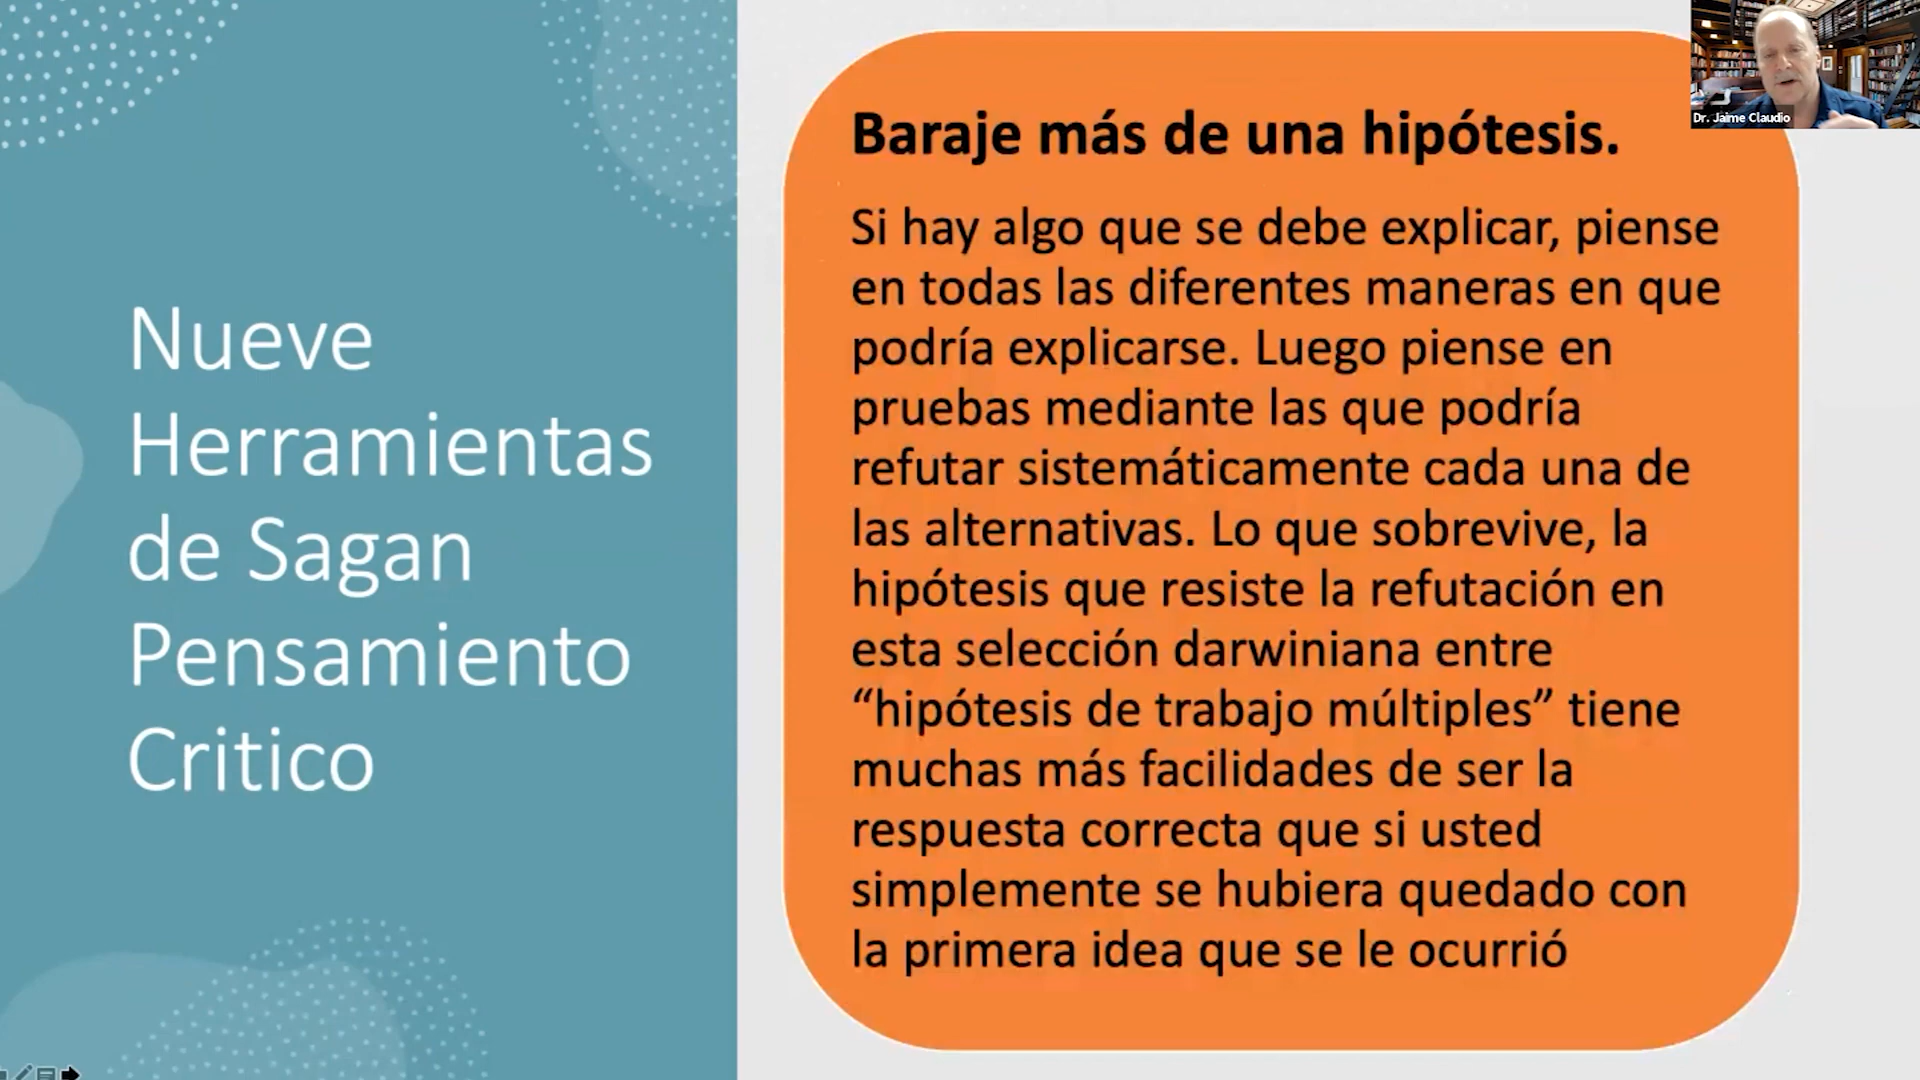 Nueve
Herramientas
de Sagan
Pensamiento
Critico
Baraje más de una hipótesis.
Si hay algo que se debe explicar, piense
en todas las diferentes maneras en que
podría explicarse. Luego piense en
pruebas mediante las que podría
refutar sistemáticamente cada una de
las alternativas. Lo que sobrevive, la
hipótesis que resiste la refutación en
esta selección darwiniana entre
“hipótesis de trabajo múltiples” tiene
muchas más facilidades de ser la
respuesta correcta que si usted
simplemente se hubiera quedado con
la primera idea que se le ocurrió
Dr. Jaime Claudio